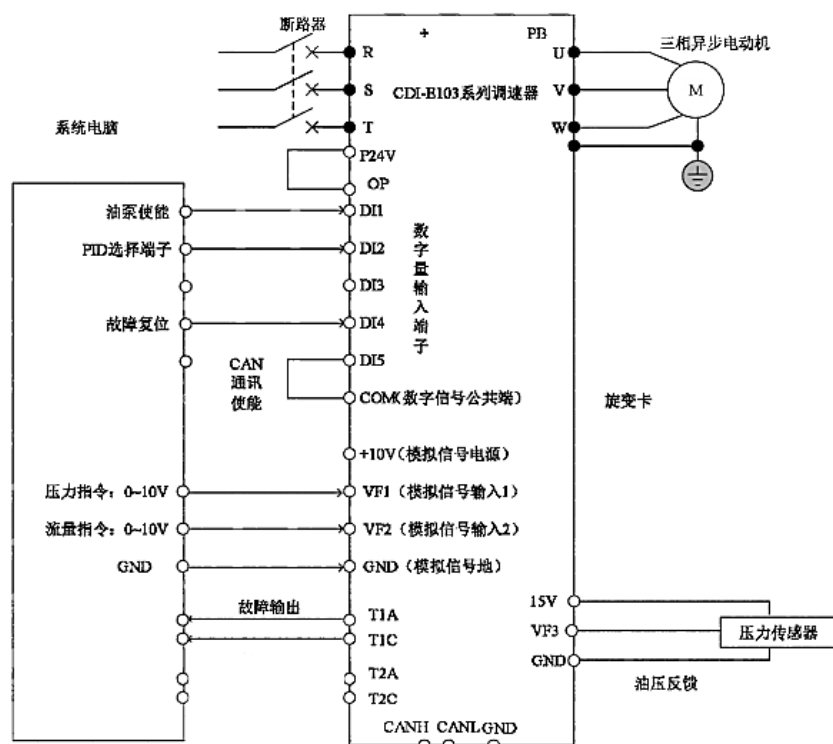 断路器
+
PB
三相异步电动机
R
U
S
CDI-E103系列调速器
V
M
T
W
系统电脑
P24V
OP
油泵使能
DI1
PID选择端子
DI2
数字量输入端子
DI3
故障复位
DI4
DI5
CAN
通讯
使能
COM(数字信号公共端)
旋变卡
+10V(模拟信号电源)
压力指令：0~10V
VF1（模拟信号输入1）
流量指令：0~10V
VF2（模拟信号输入2）
GND
GND（模拟信号地）
15V
故障输出
T1A
VF3
压力传感器
T1C
GND
油压反馈
T2A
T2C
CANH CANL GND